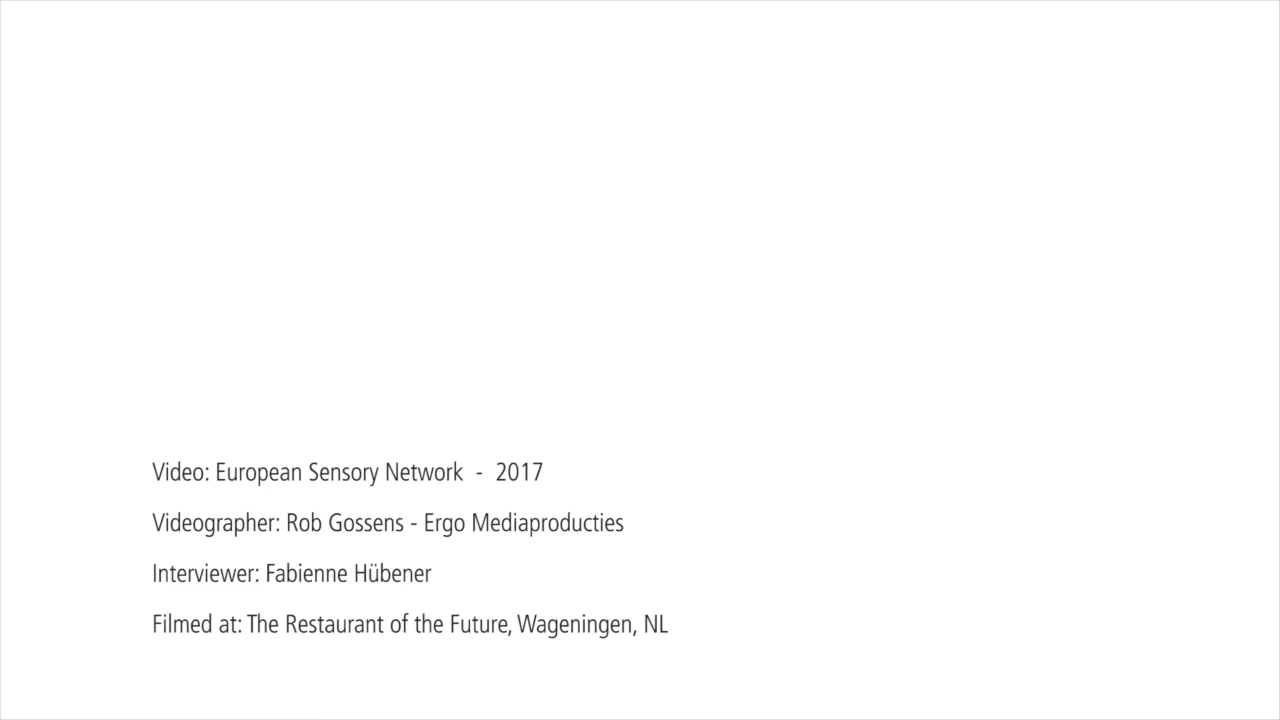 Video: European Sensory Network - 2017
Videographer: Rob Gossens - Ergo Mediaproducties
Interviewer: Fabienne Hübener
Filmed at: The Restaurant of the Future, Wageningen, NL